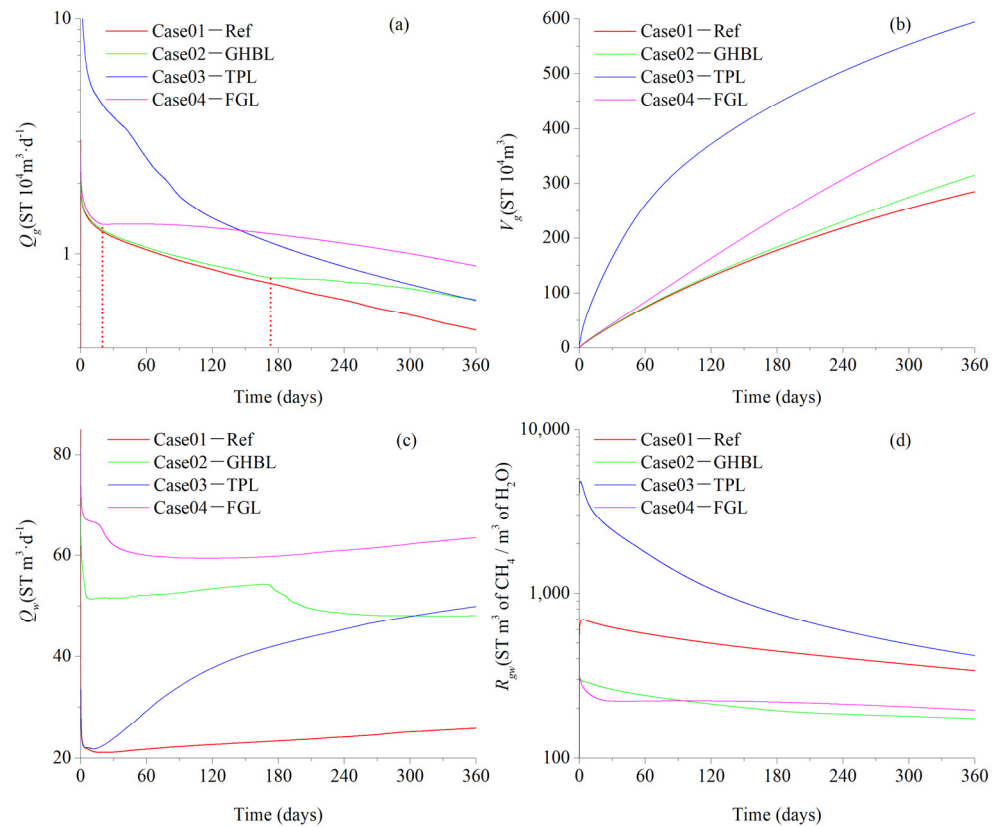 (a)
Case01－Ref
Case02－GHBL
Case03－TPL
Case04－FGL
10
1
Q_g(ST 10⁴m³·d⁻¹)
0 60 120 180 240 300 360
Time (days)
(b)
Case01－Ref
Case02－GHBL
Case03－TPL
Case04－FGL
600
500
400
300
200
100
0
V_g(ST 10⁴m³)
0 60 120 180 240 300 360
Time (days)
(c)
Case01－Ref
Case02－GHBL
Case03－TPL
Case04－FGL
80
60
40
20
Q_w(ST m³·d⁻¹)
0 60 120 180 240 300 360
Time (days)
(d)
Case01－Ref
Case02－GHBL
Case03－TPL
Case04－FGL
10,000
1,000
100
R_gw(ST m³ of CH₄ / m³ of H₂O)
0 60 120 180 240 300 360
Time (days)